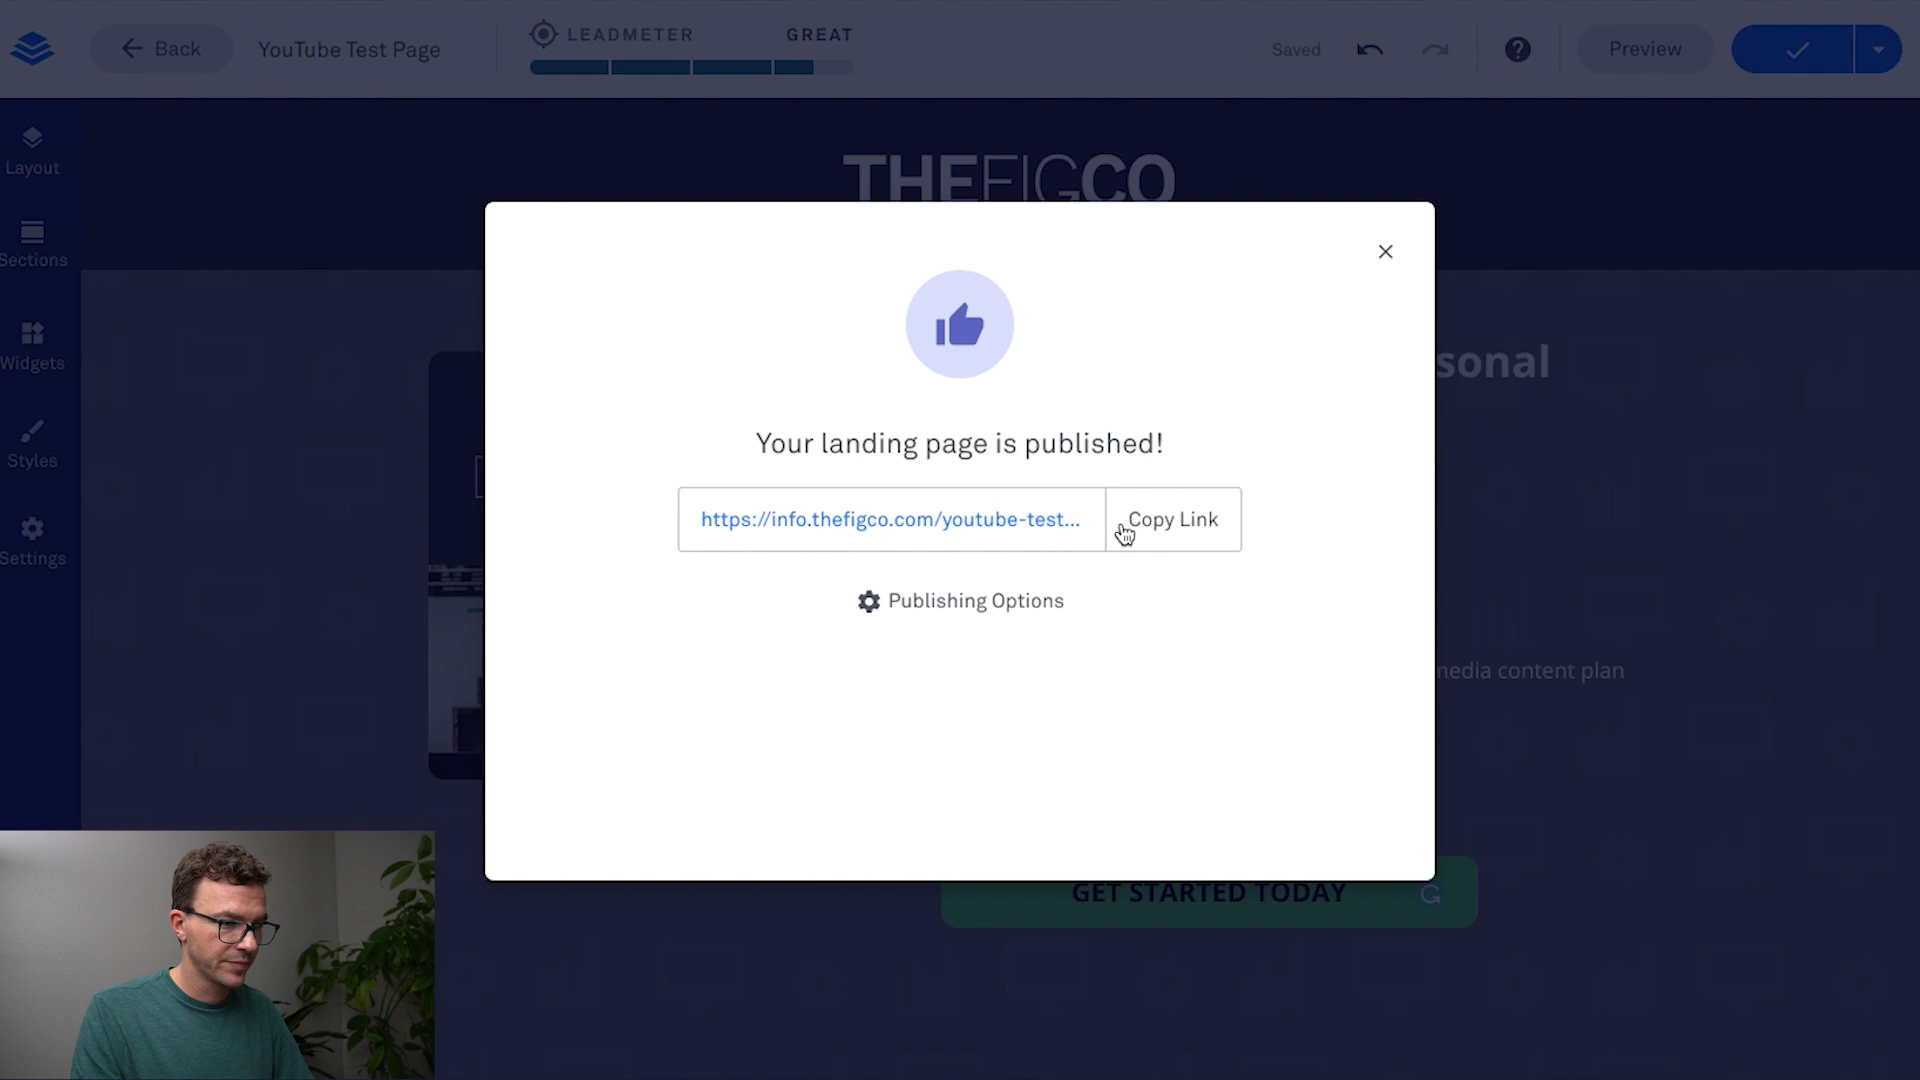 Back
YouTube Test Page
LEADMETER
GREAT
Saved
Preview
Layout
Sections
Widgets
Styles
Settings
THEFIGCO
sonal
Your landing page is published!
https://info.thefigco.com/youtube-test...
Copy Link
Publishing Options
media content plan
GET STARTED TODAY